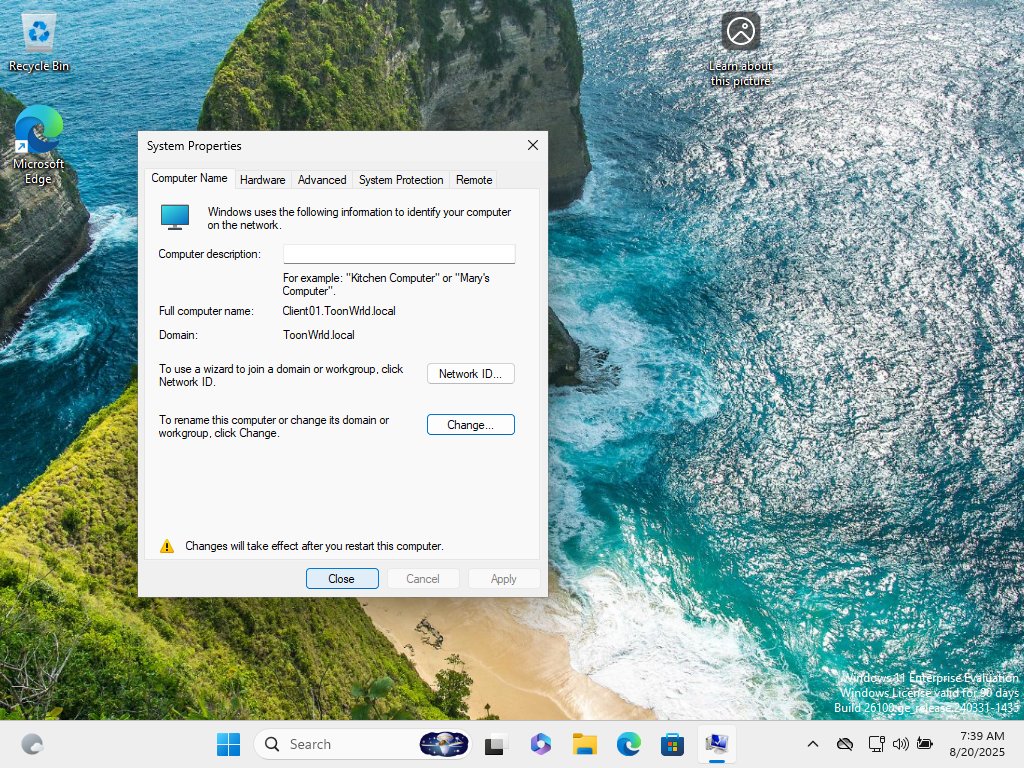 Recycle Bin
Learn about
this picture
Microsoft
Edge
System Properties
Computer Name
Hardware
Advanced
System Protection
Remote
Windows uses the following information to identify your computer
on the network.
Computer description:
For example: "Kitchen Computer" or "Mary's
Computer".
Full computer name:
Client01.ToonWrld.local
Domain:
ToonWrld.local
To use a wizard to join a domain or workgroup, click
Network ID.
Network ID...
To rename this computer or change its domain or
workgroup, click Change.
Change...
Changes will take effect after you restart this computer.
Close
Cancel
Apply
Windows 11 Enterprise Evaluation
Windows License valid for 90 days
Build 26100.ge_release.240331-1435
Search
7:39 AM
8/20/2025